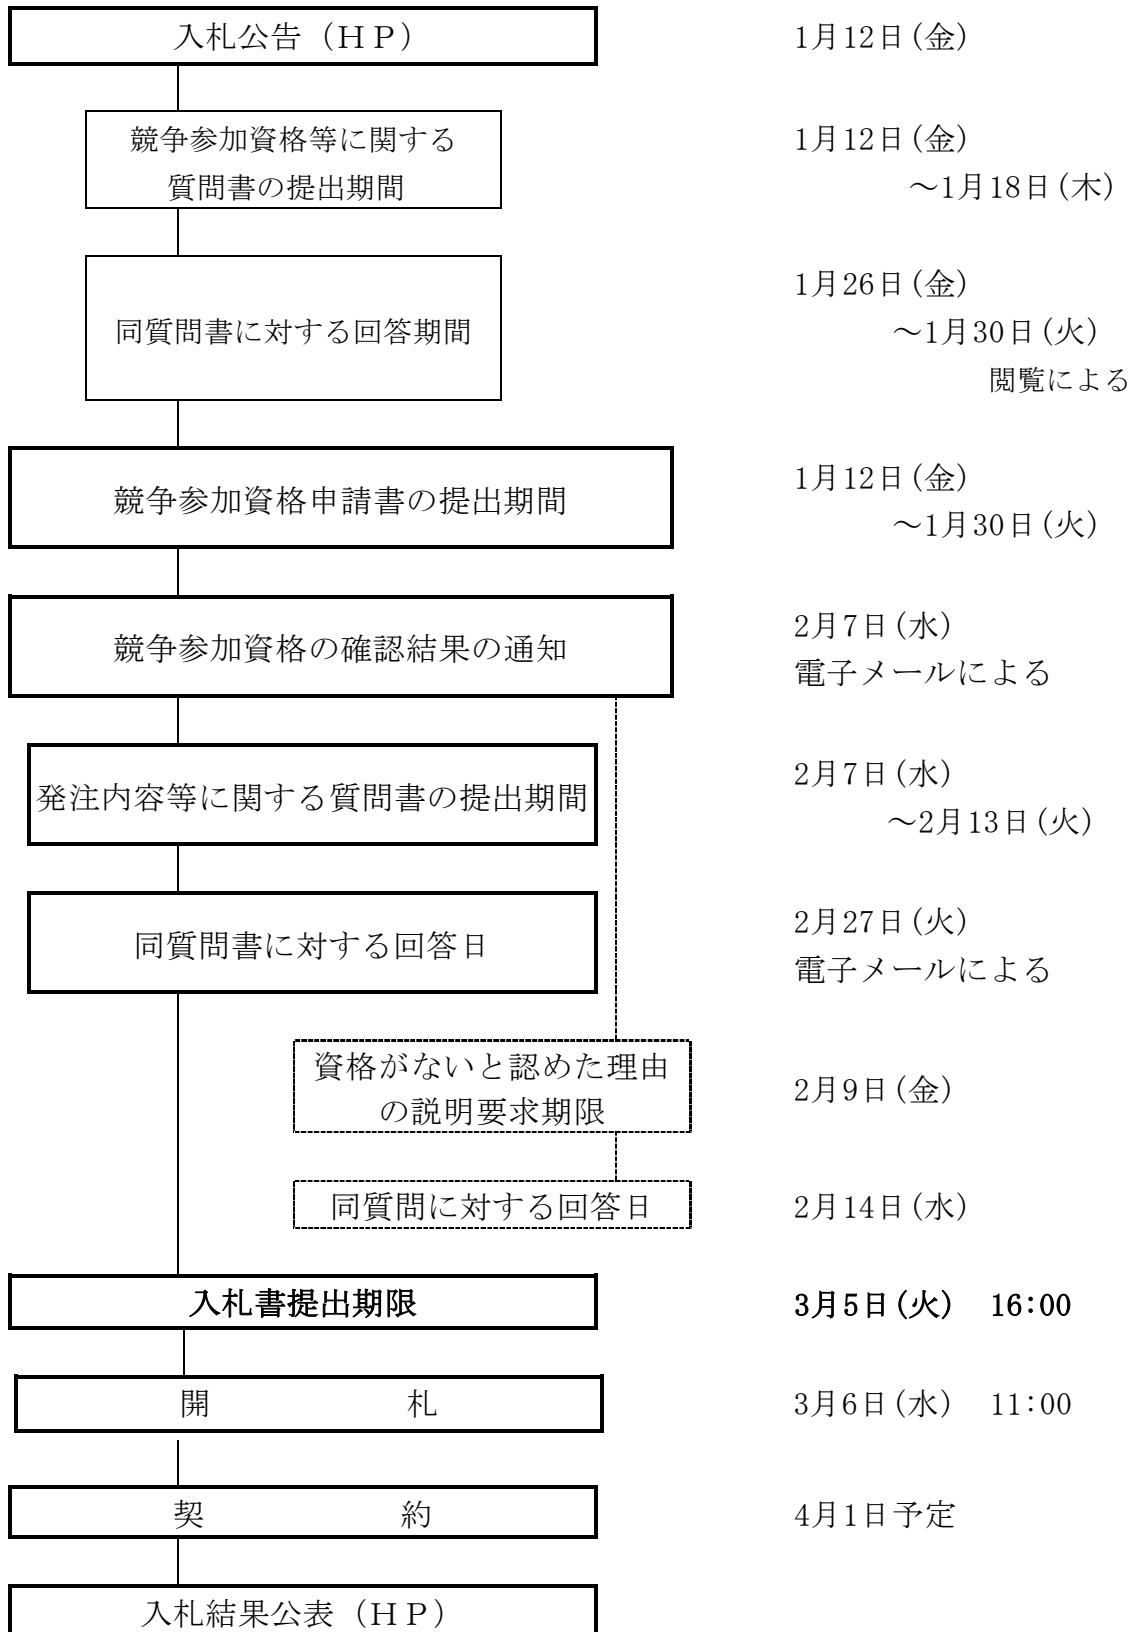 入札公告（ＨＰ）
1月12日(金)
競争参加資格等に関する
質問書の提出期間
1月12日(金)
～1月18日(木)
同質問書に対する回答期間
1月26日(金)
～1月30日(火)
閲覧による
競争参加資格申請書の提出期間
1月12日(金)
～1月30日(火)
競争参加資格の確認結果の通知
2月7日(水)
電子メールによる
発注内容等に関する質問書の提出期間
2月7日(水)
～2月13日(火)
同質問書に対する回答日
2月27日(火)
電子メールによる
資格がないと認めた理由
の説明要求期限
2月9日(金)
同質問に対する回答日
2月14日(水)
入札書提出期限
3月5日(火)　16:00
開　　　　　　札
3月6日(水)　11:00
契　　　　　　約
4月1日予定
入札結果公表（ＨＰ）